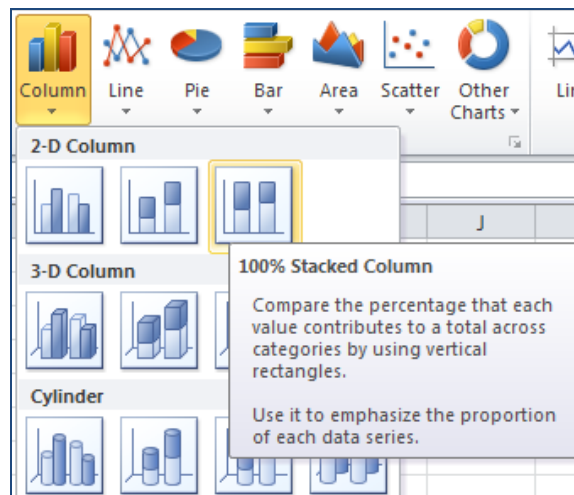 Column Line Pie Bar Area Scatter Other Charts
2-D Column
J
3-D Column
100% Stacked Column
Compare the percentage that each
value contributes to a total across
categories by using vertical
rectangles.
Use it to emphasize the proportion
of each data series.
Cylinder